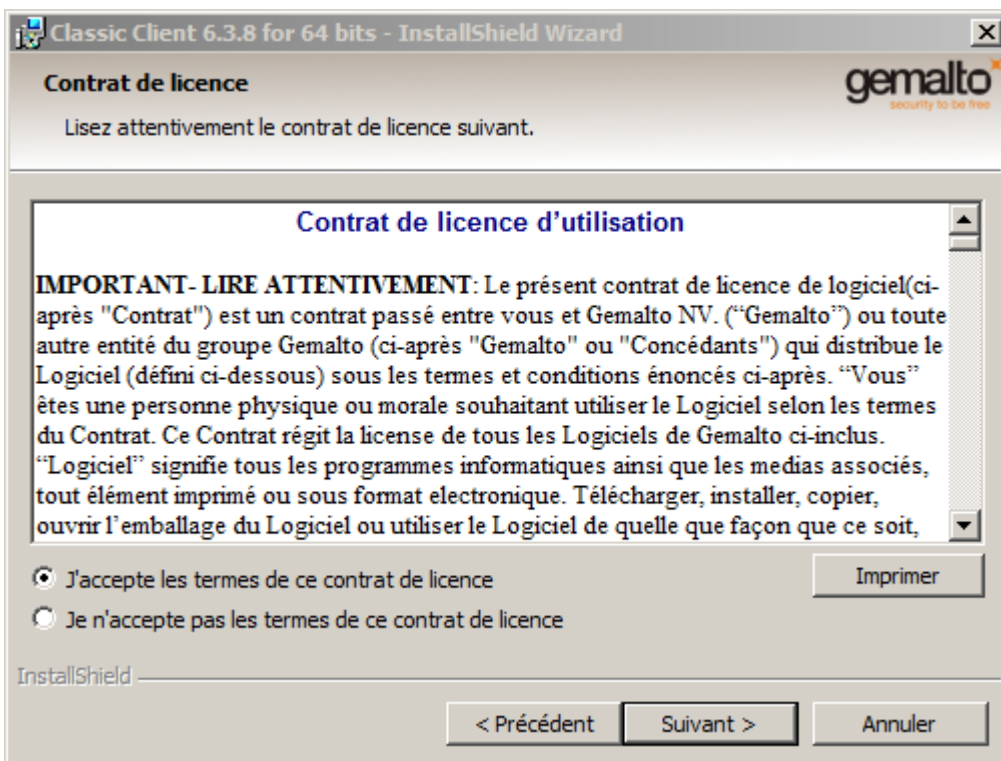 Classic Client 6.3.8 for 64 bits - InstallShield Wizard
Contrat de licence
gemalto
security to be free
Lisez attentivement le contrat de licence suivant.
Contrat de licence d’utilisation
IMPORTANT- LIRE ATTENTIVEMENT: Le présent contrat de licence de logiciel(ci-
après "Contrat") est un contrat passé entre vous et Gemalto NV. (“Gemalto”) ou toute
autre entité du groupe Gemalto (ci-après "Gemalto" ou "Concédants") qui distribue le
Logiciel (défini ci-dessous) sous les termes et conditions énoncés ci-après. “Vous”
êtes une personne physique ou morale souhaitant utiliser le Logiciel selon les termes
du Contrat. Ce Contrat régit la license de tous les Logiciels de Gemalto ci-inclus.
“Logiciel” signifie tous les programmes informatiques ainsi que les medias associés,
tout élément imprimé ou sous format electronique. Télécharger, installer, copier,
ouvrir l’emballage du Logiciel ou utiliser le Logiciel de quelle que façon que ce soit,
J'accepte les termes de ce contrat de licence
Imprimer
Je n'accepte pas les termes de ce contrat de licence
InstallShield
< Précédent
Suivant >
Annuler